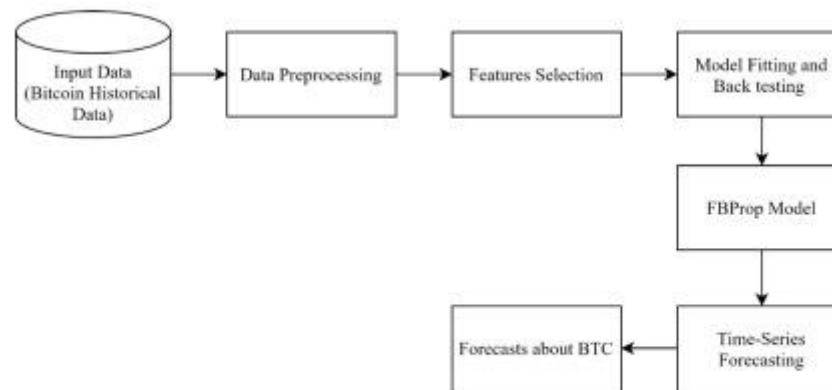 Input Data
(Bitcoin Historical
Data)
Data Preprocessing
Features Selection
Model Fitting and
Back testing
FBProp Model
Time-Series
Forecasting
Forecasts about BTC